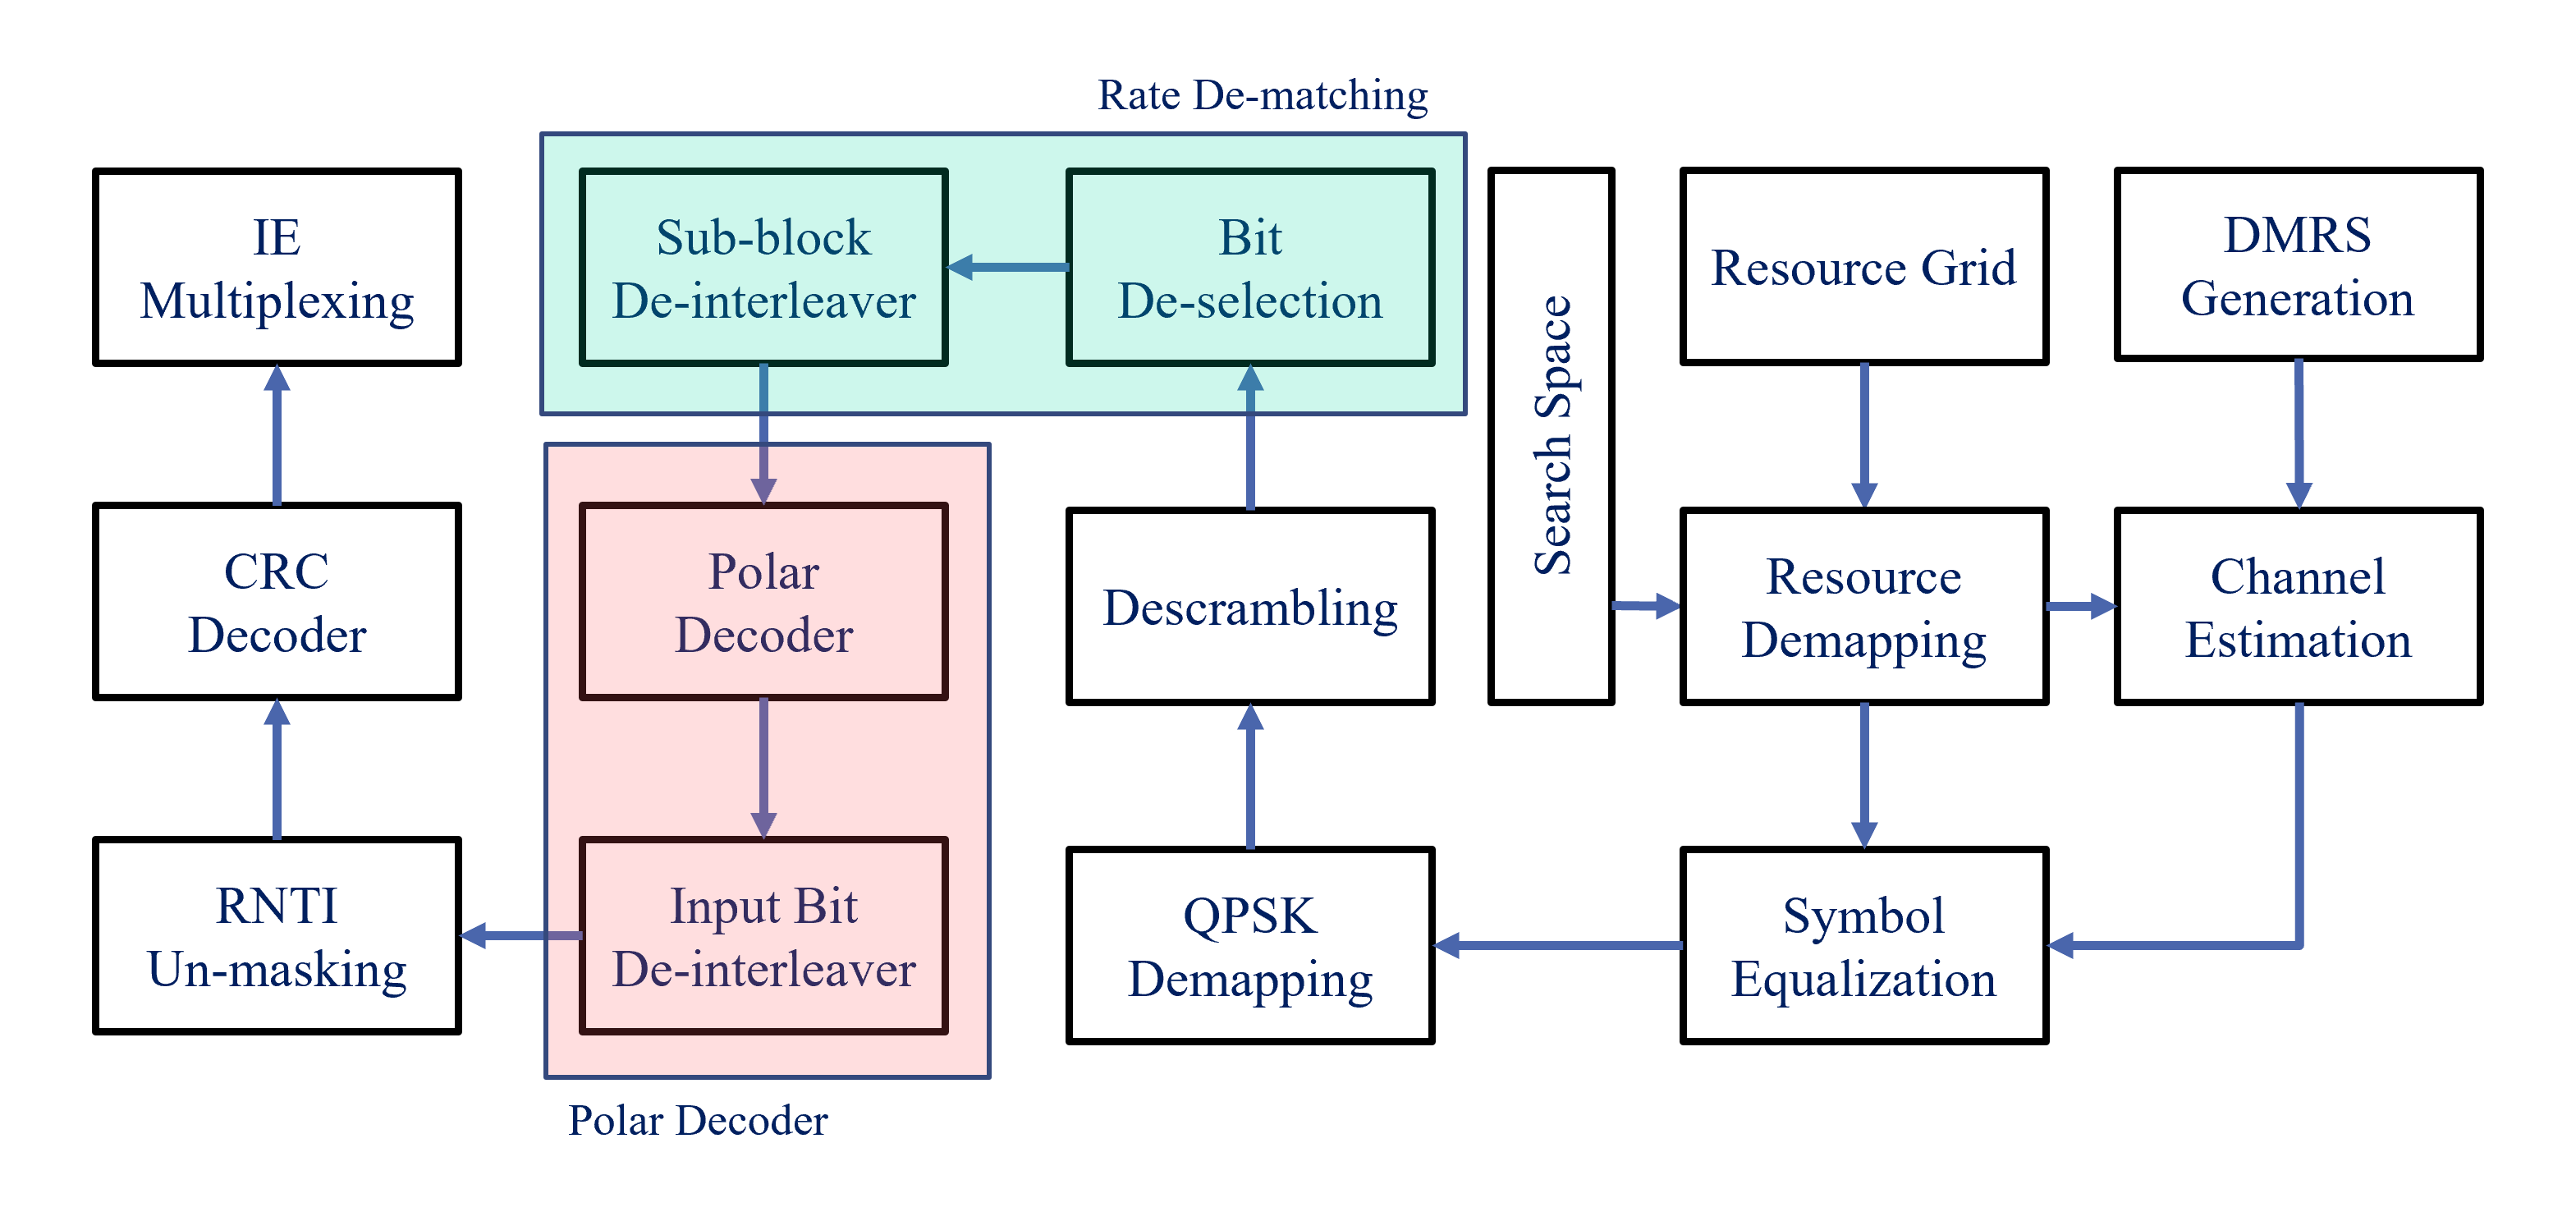 Rate De-matching
IE
Multiplexing
Sub-block
De-interleaver
Bit
De-selection
Search Space
Resource Grid
DMRS
Generation
CRC
Decoder
Polar
Decoder
Descrambling
Resource
Demapping
Channel
Estimation
RNTI
Un-masking
Input Bit
De-interleaver
QPSK
Demapping
Symbol
Equalization
Polar Decoder